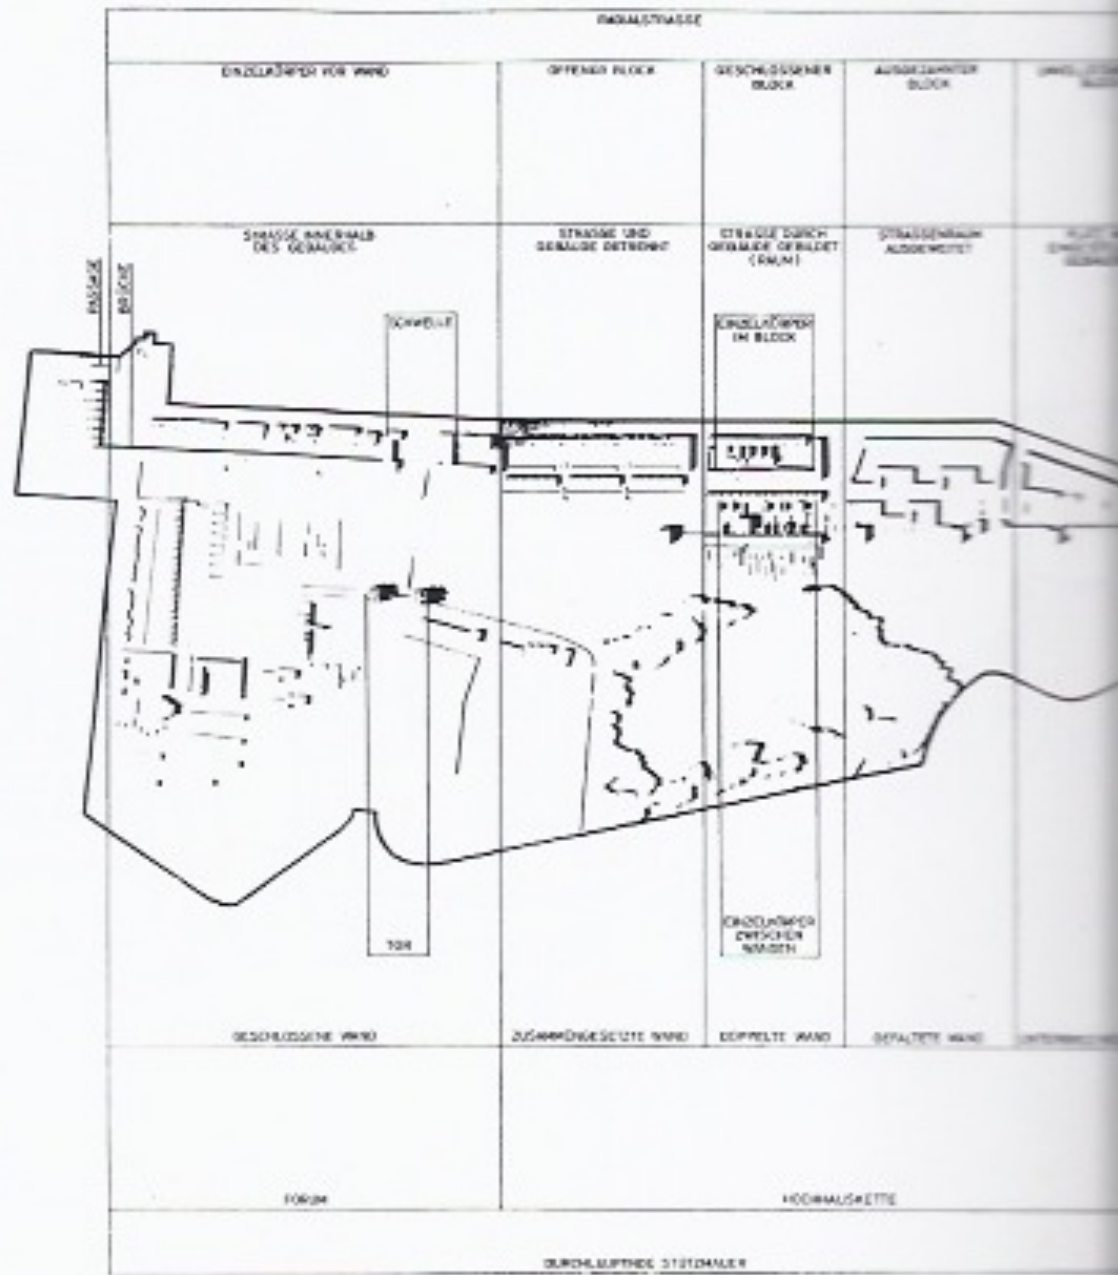 RADIALSTRASSE
EINZELKÖRPER VOR WAND
OFFENER BLOCK
GESCHLOSSENER
BLOCK
AUSGEZAHNTER
BLOCK
STRASSE INNERHALB
DES GEBÄUDES
STRASSE UND
GEBÄUDE GETRENNT
STRASSE DURCH
GEBÄUDE GEBILDET
(RAUM)
STRASSENRAUM
AUSGEWEITET
PASSAGE
BRÜCKE
SCHWELLE
EINZELKÖRPER
IM BLOCK
TOR
EINZELKÖRPER
ZWISCHEN
WÄNDEN
GESCHLOSSENE WAND
ZUSAMMENGESETZTE WAND
DOPPELTE WAND
GEFALTETE WAND
FORUM
HOCHHAUSKETTE
DURCHLAUFENDE STÜTZMAUER